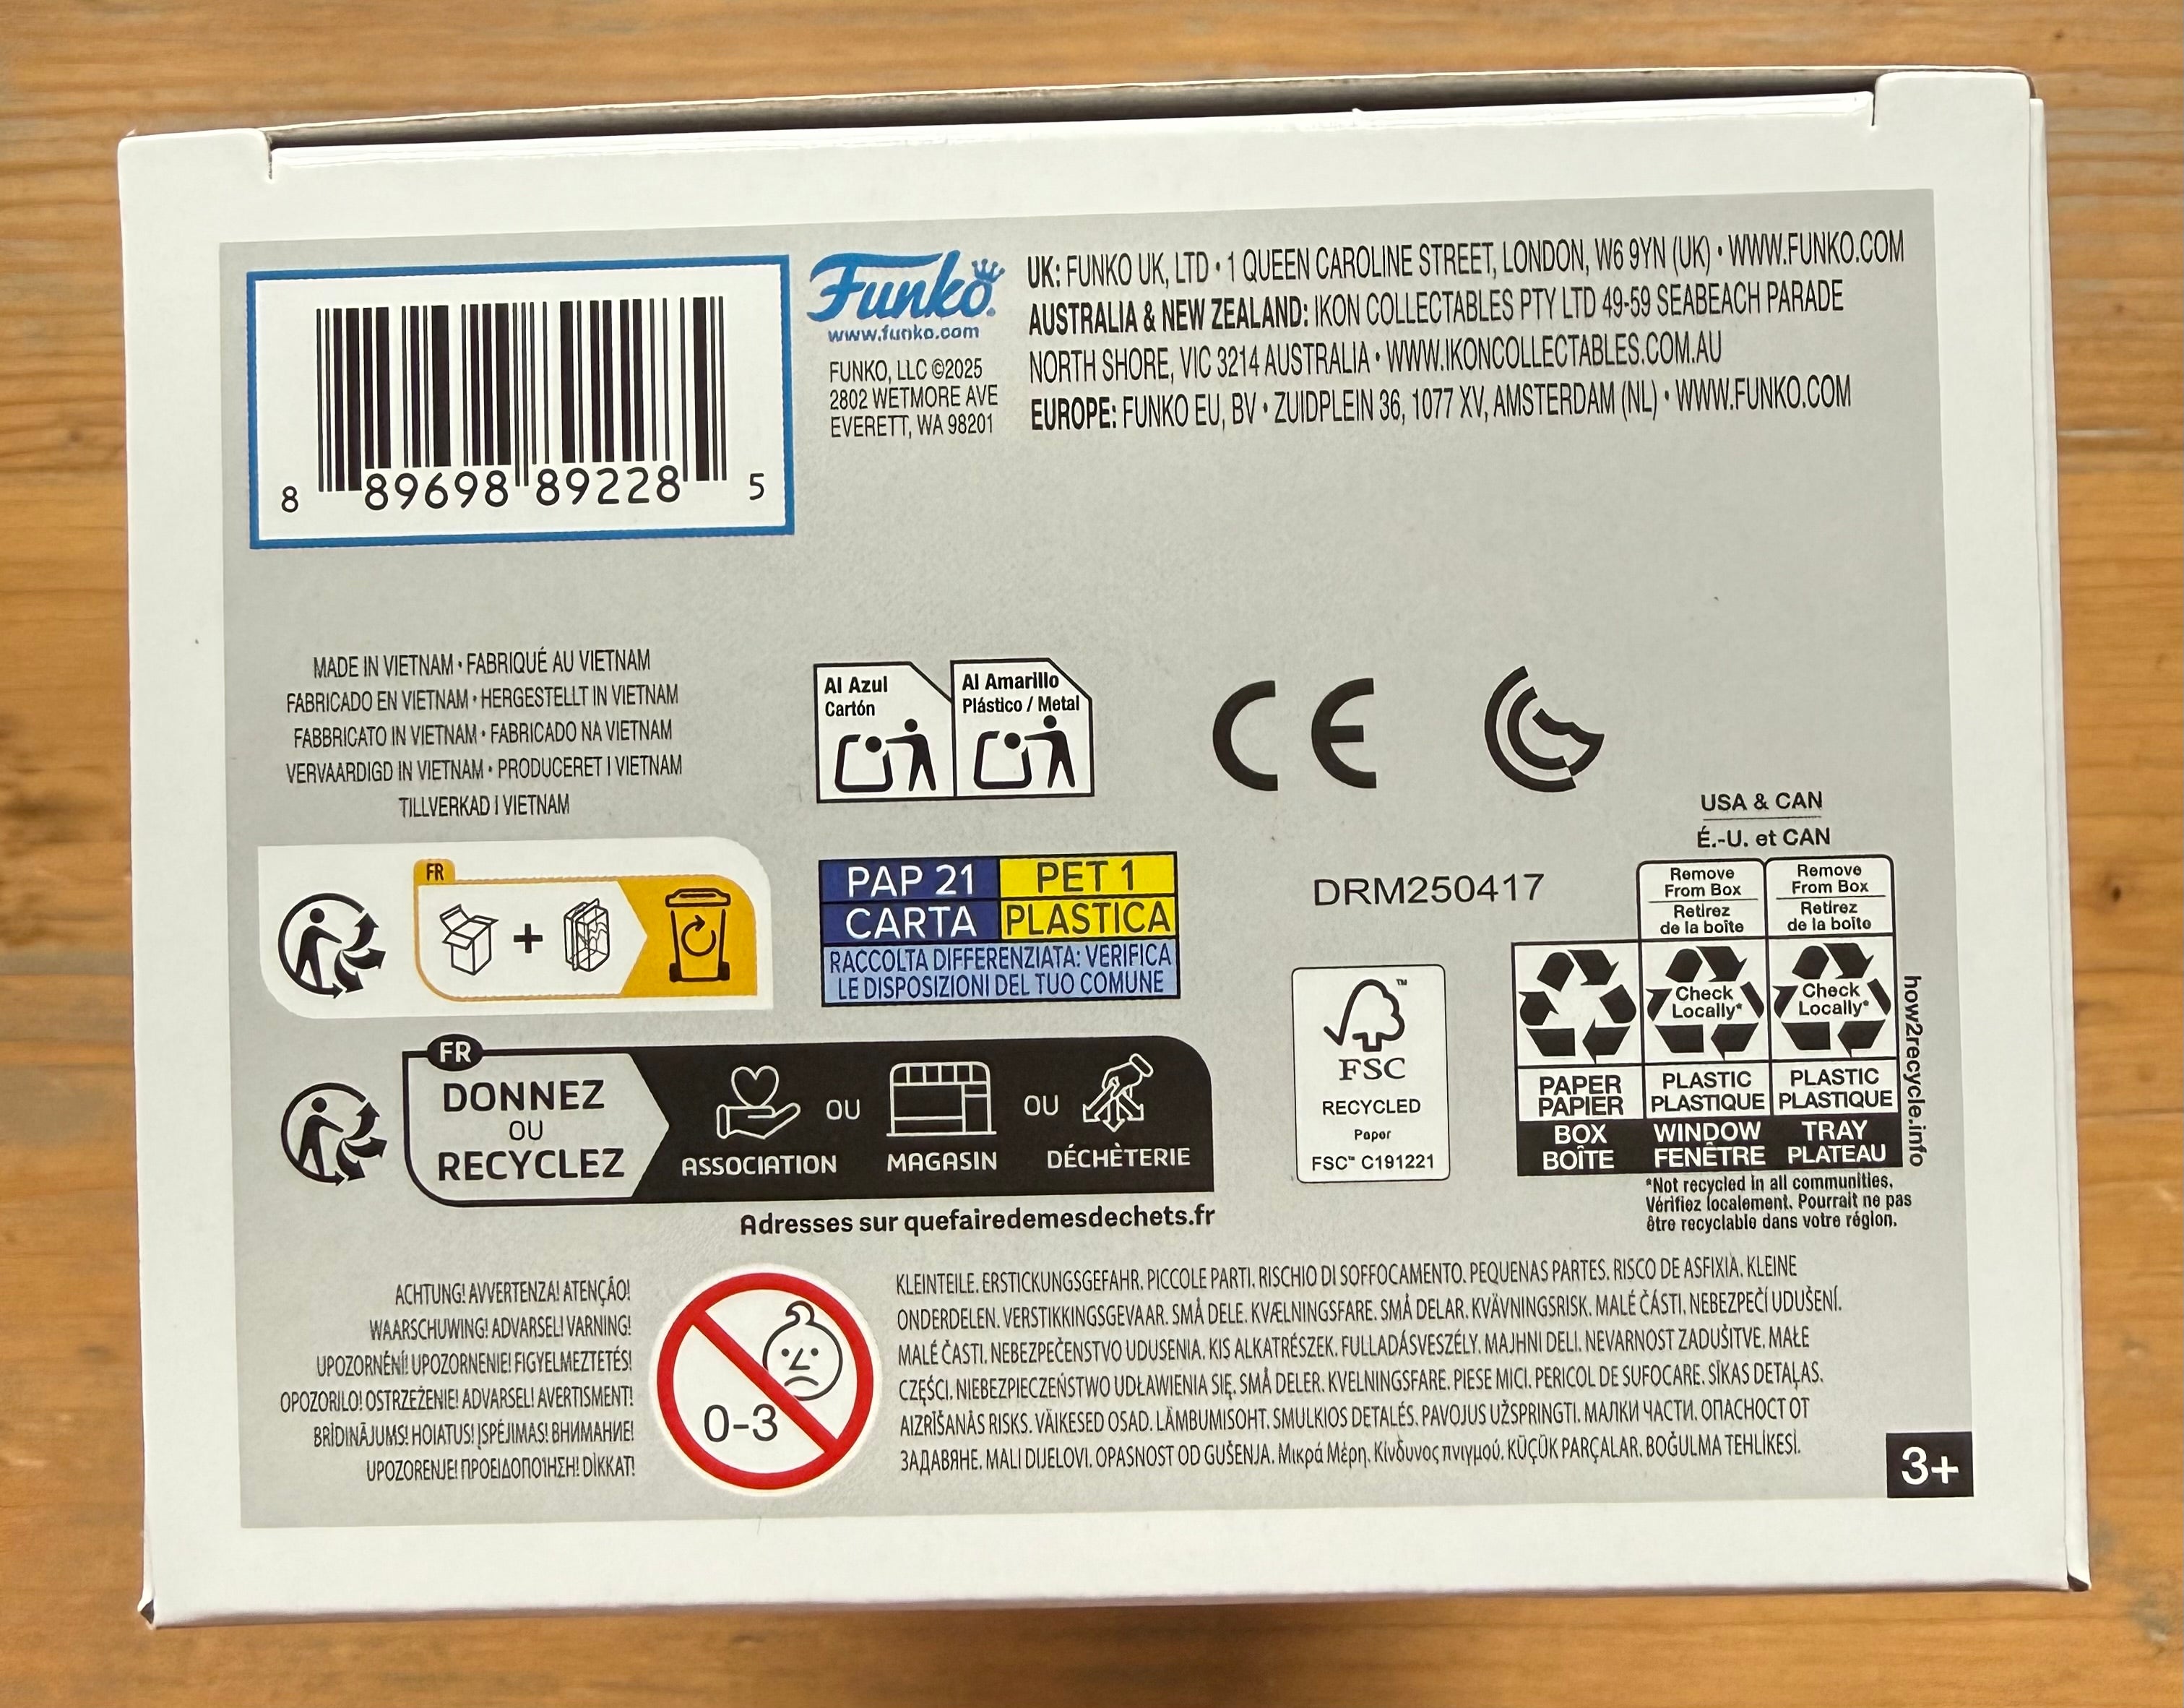 8 89698 89228 5
Funko®
www.funko.com
FUNKO, LLC ©2025
2802 WETMORE AVE
EVERETT, WA 98201
UK: FUNKO UK, LTD • 1 QUEEN CAROLINE STREET, LONDON, W6 9YN (UK) • WWW.FUNKO.COM
AUSTRALIA & NEW ZEALAND: IKON COLLECTABLES PTY LTD 49-59 SEABEACH PARADE
NORTH SHORE, VIC 3214 AUSTRALIA • WWW.IKONCOLLECTABLES.COM.AU
EUROPE: FUNKO EU, BV • ZUIDPLEIN 36, 1077 XV, AMSTERDAM (NL) • WWW.FUNKO.COM
MADE IN VIETNAM • FABRIQUÉ AU VIETNAM
FABRICADO EN VIETNAM • HERGESTELLT IN VIETNAM
FABBRICATO IN VIETNAM • FABRICADO NA VIETNAM
VERVAARDIGD IN VIETNAM • PRODUCERET I VIETNAM
TILLVERKAD I VIETNAM
Al Azul
Cartón
Al Amarillo
Plástico / Metal
CE
FR
+
PAP 21
PET 1
CARTA
PLASTICA
RACCOLTA DIFFERENZIATA: VERIFICA
LE DISPOSIZIONI DEL TUO COMUNE
DRM250417
USA & CAN
É.-U. et CAN
Remove
From Box
Retirez
de la boîte
Remove
From Box
Retirez
de la boîte
Check
Locally*
Check
Locally*
PAPER
PAPIER
PLASTIC
PLASTIQUE
PLASTIC
PLASTIQUE
BOX
BOÎTE
WINDOW
FENÊTRE
TRAY
PLATEAU
how2recycle.info
*Not recycled in all communities.
Vérifiez localement. Pourrait ne pas
être recyclable dans votre région.
™
FSC
RECYCLED
Paper
FSC™ C191221
FR
DONNEZ
OU
RECYCLEZ
ASSOCIATION
OU
MAGASIN
OU
DÉCHÈTERIE
Adresses sur quefairedemesdechets.fr
ACHTUNG! AVVERTENZA! ATENÇÃO!
WAARSCHUWING! ADVARSEL! VARNING!
UPOZORNĚNÍ! UPOZORNENIE! FIGYELMEZTETÉS!
OPOZORILO! OSTRZEŻENIE! ADVARSEL! AVERTISMENT!
BRĪDINĀJUMS! HOIATUS! ĮSPĖJIMAS! ВНИМАНИЕ!
UPOZORENJE! ΠΡΟΕΙΔΟΠΟΊΗΣΗ! DİKKAT!
0-3
KLEINTEILE. ERSTICKUNGSGEFAHR. PICCOLE PARTI. RISCHIO DI SOFFOCAMENTO. PEQUENAS PARTES. RISCO DE ASFIXIA. KLEINE
ONDERDELEN. VERSTIKKINGSGEVAAR. SMÅ DELE. KVÆLNINGSFARE. SMÅ DELAR. KVÄVNINGSRISK. MALÉ ČÁSTI. NEBEZPEČÍ UDUŠENÍ.
MALÉ ČASTI. NEBEZPEČENSTVO UDUSENIA. KIS ALKATRÉSZEK. FULLADÁSVESZÉLY. MAJHNI DELI. NEVARNOST ZADUŠITVE. MAŁE
CZĘŚCI. NIEBEZPIECZEŃSTWO UDŁAWIENIA SIĘ. SMÅ DELER. KVELNINGSFARE. PIESE MICI. PERICOL DE SUFOCARE. SĪKAS DETAĻAS.
AIZRĪŠANĀS RISKS. VÄIKESED OSAD. LÄMBUMISOHT. SMULKIOS DETALĖS. PAVOJUS UŽSPRINGTI. МАЛКИ ЧАСТИ. ОПАСНОСТ ОТ
ЗАДАВЯНЕ. MALI DIJELOVI. OPASNOST OD GUŠENJA. Μικρά Μέρη. Κίνδυνος πνιγμού. KÜÇÜK PARÇALAR. BOĞULMA TEHLİKESİ.
3+